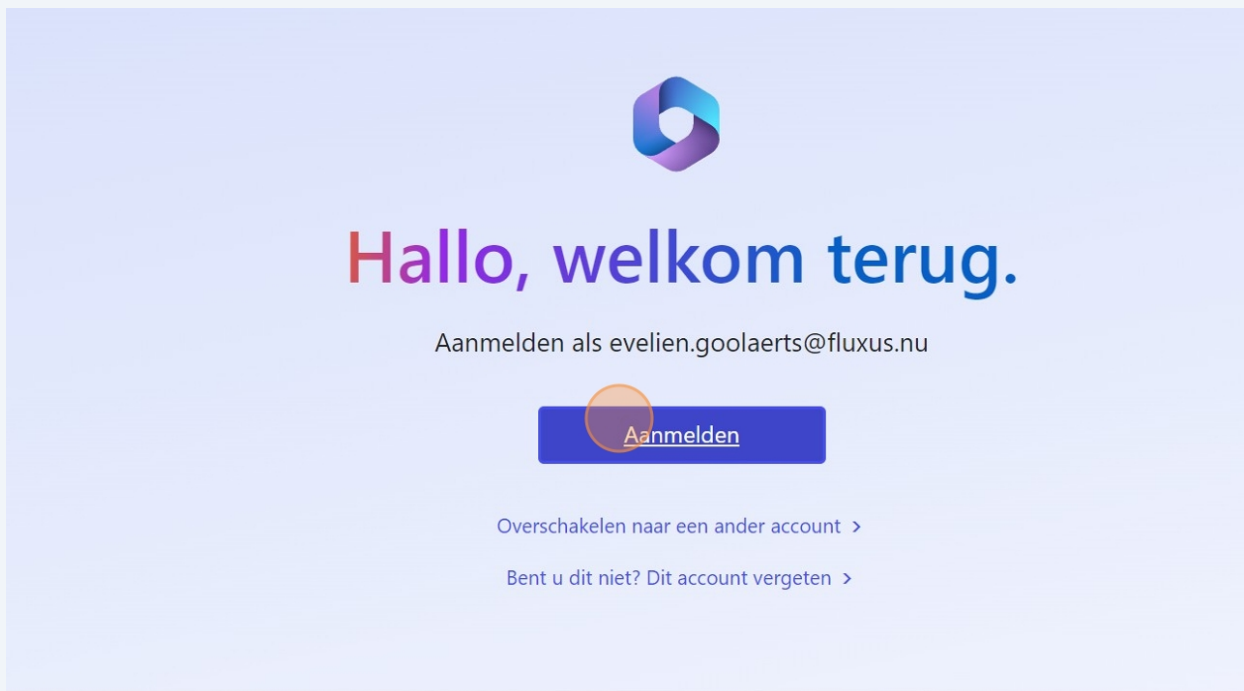 Hallo, welkom terug.
Aanmelden als evelien.goolaerts@fluxus.nu
Aanmelden
Overschakelen naar een ander account >
Bent u dit niet? Dit account vergeten >